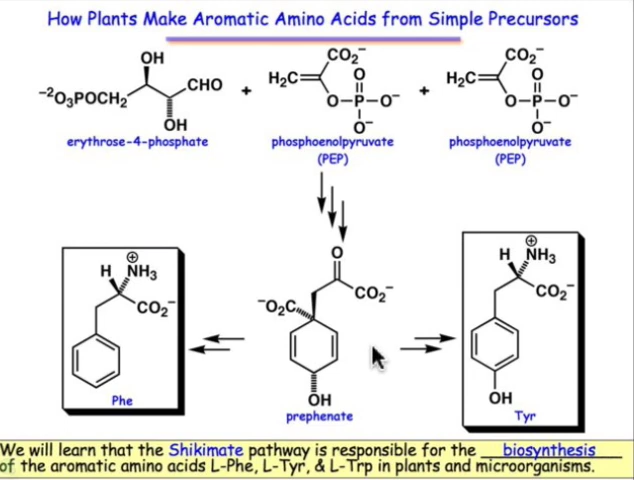 How Plants Make Aromatic Amino Acids from Simple Precursors
OH
CHO
⁻²O₃POCH₂
OH
erythrose-4-phosphate
+
CO₂⁻
H₂C
O
O-P-O⁻
O⁻
phosphoenolpyruvate
(PEP)
+
CO₂⁻
H₂C
O
O-P-O⁻
O⁻
phosphoenolpyruvate
(PEP)
H ⊕
NH₃
CO₂⁻
Phe
O
CO₂⁻
⁻O₂C
OH
prephenate
H ⊕
NH₃
CO₂⁻
OH
Tyr
We will learn that the Shikimate pathway is responsible for the biosynthesis
of the aromatic amino acids L-Phe, L-Tyr, & L-Trp in plants and microorganisms.